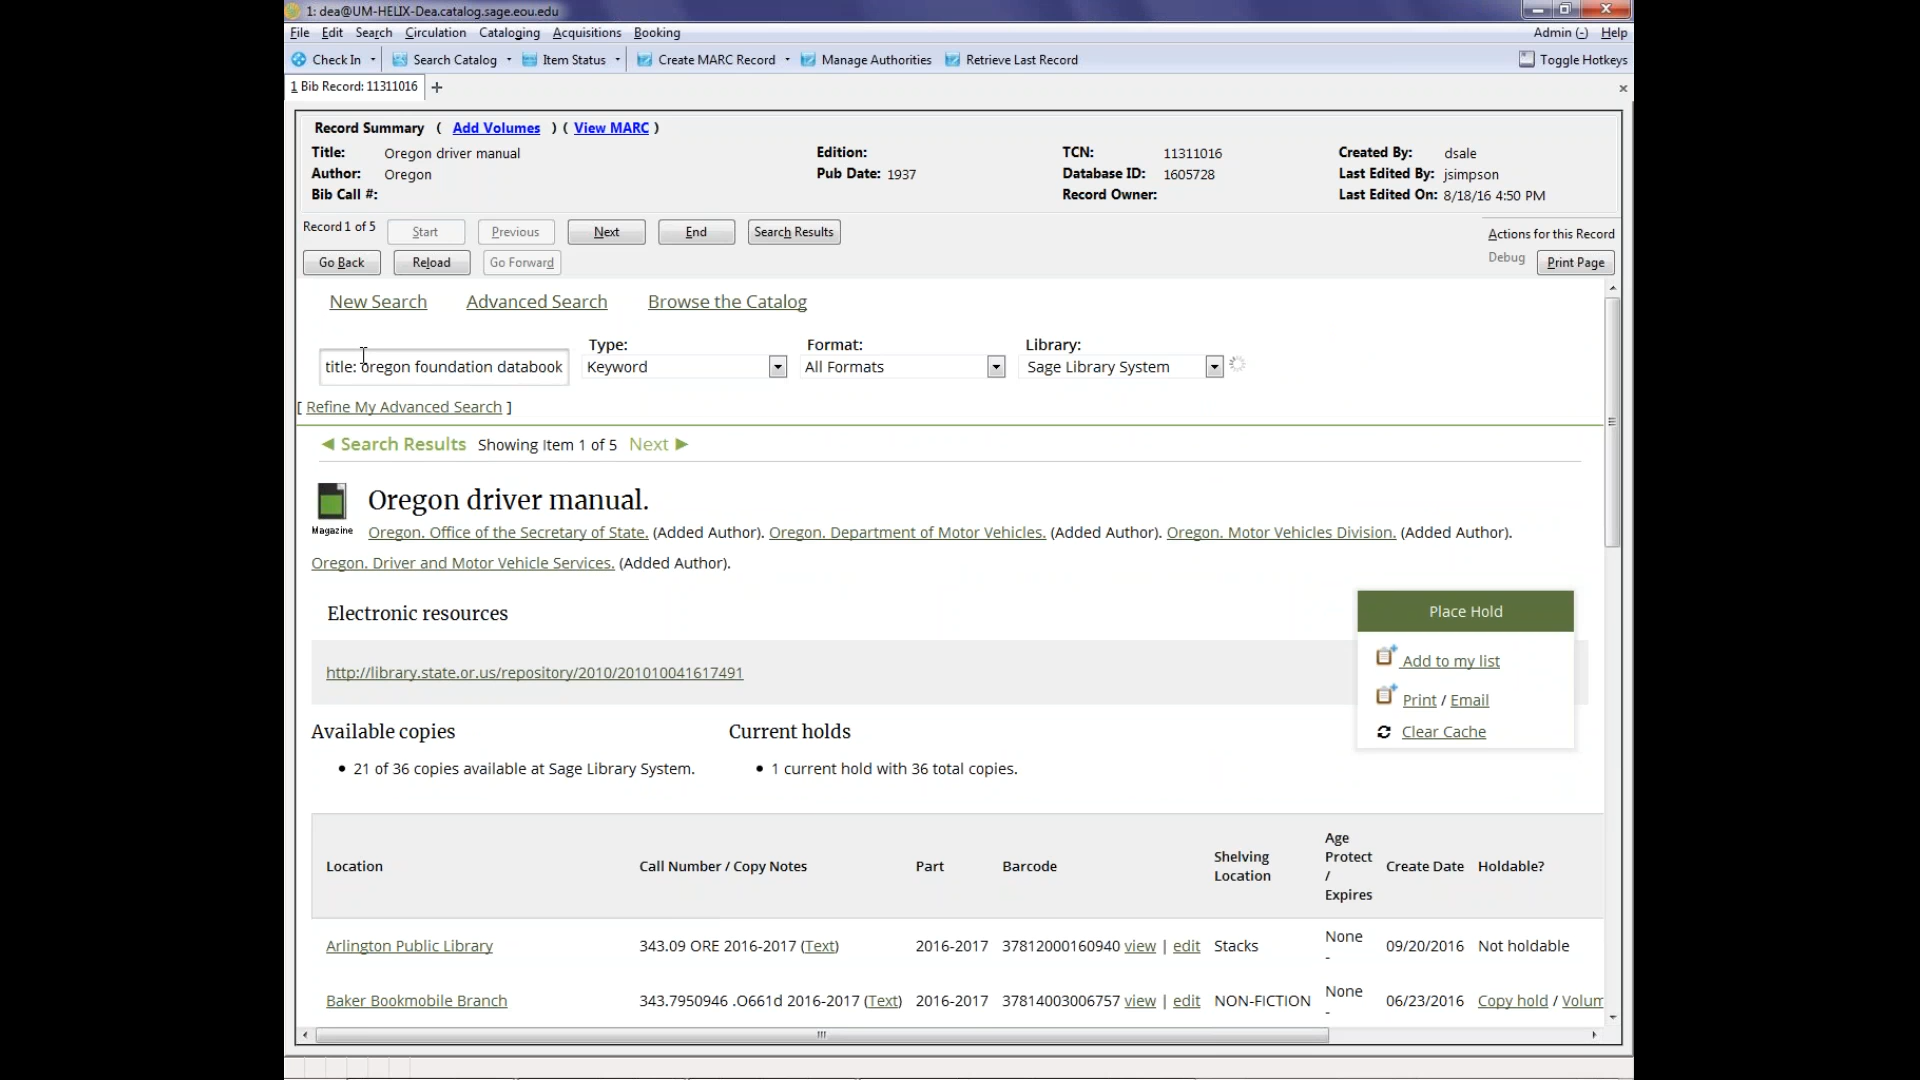 1: dea@UM-HELIX-Dea.catalog.sage.eou.edu
File Edit Search Circulation Cataloging Acquisitions Booking Admin (-) Help
Check In Search Catalog Item Status Create MARC Record Manage Authorities Retrieve Last Record Toggle Hotkeys
1 Bib Record: 11311016 +
Record Summary ( Add Volumes ) ( View MARC )
Title: Oregon driver manual Edition: TCN: 11311016 Created By: dsale
Author: Oregon Pub Date: 1937 Database ID: 1605728 Last Edited By: jsimpson
Bib Call #: Record Owner: Last Edited On: 8/18/16 4:50 PM
Record 1 of 5 Start Previous Next End Search Results Actions for this Record
Go Back Reload Go Forward Debug Print Page
New Search Advanced Search Browse the Catalog
Type: Format: Library:
title: oregon foundation databook Keyword All Formats Sage Library System
[ Refine My Advanced Search ]
◄ Search Results Showing Item 1 of 5 Next ►
Oregon driver manual.
Magazine Oregon. Office of the Secretary of State. (Added Author). Oregon. Department of Motor Vehicles. (Added Author). Oregon. Motor Vehicles Division. (Added Author).
Oregon. Driver and Motor Vehicle Services. (Added Author).
Electronic resources Place Hold
http://library.state.or.us/repository/2010/201010041617491 Add to my list
Print / Email
Available copies Current holds Clear Cache
• 21 of 36 copies available at Sage Library System. • 1 current hold with 36 total copies.
Location Call Number / Copy Notes Part Barcode Shelving Location Age Protect / Expires Create Date Holdable?
Arlington Public Library 343.09 ORE 2016-2017 (Text) 2016-2017 37812000160940 view | edit Stacks None - 09/20/2016 Not holdable
Baker Bookmobile Branch 343.7950946 .O661d 2016-2017 (Text) 2016-2017 37814003006757 view | edit NON-FICTION None - 06/23/2016 Copy hold / Volum